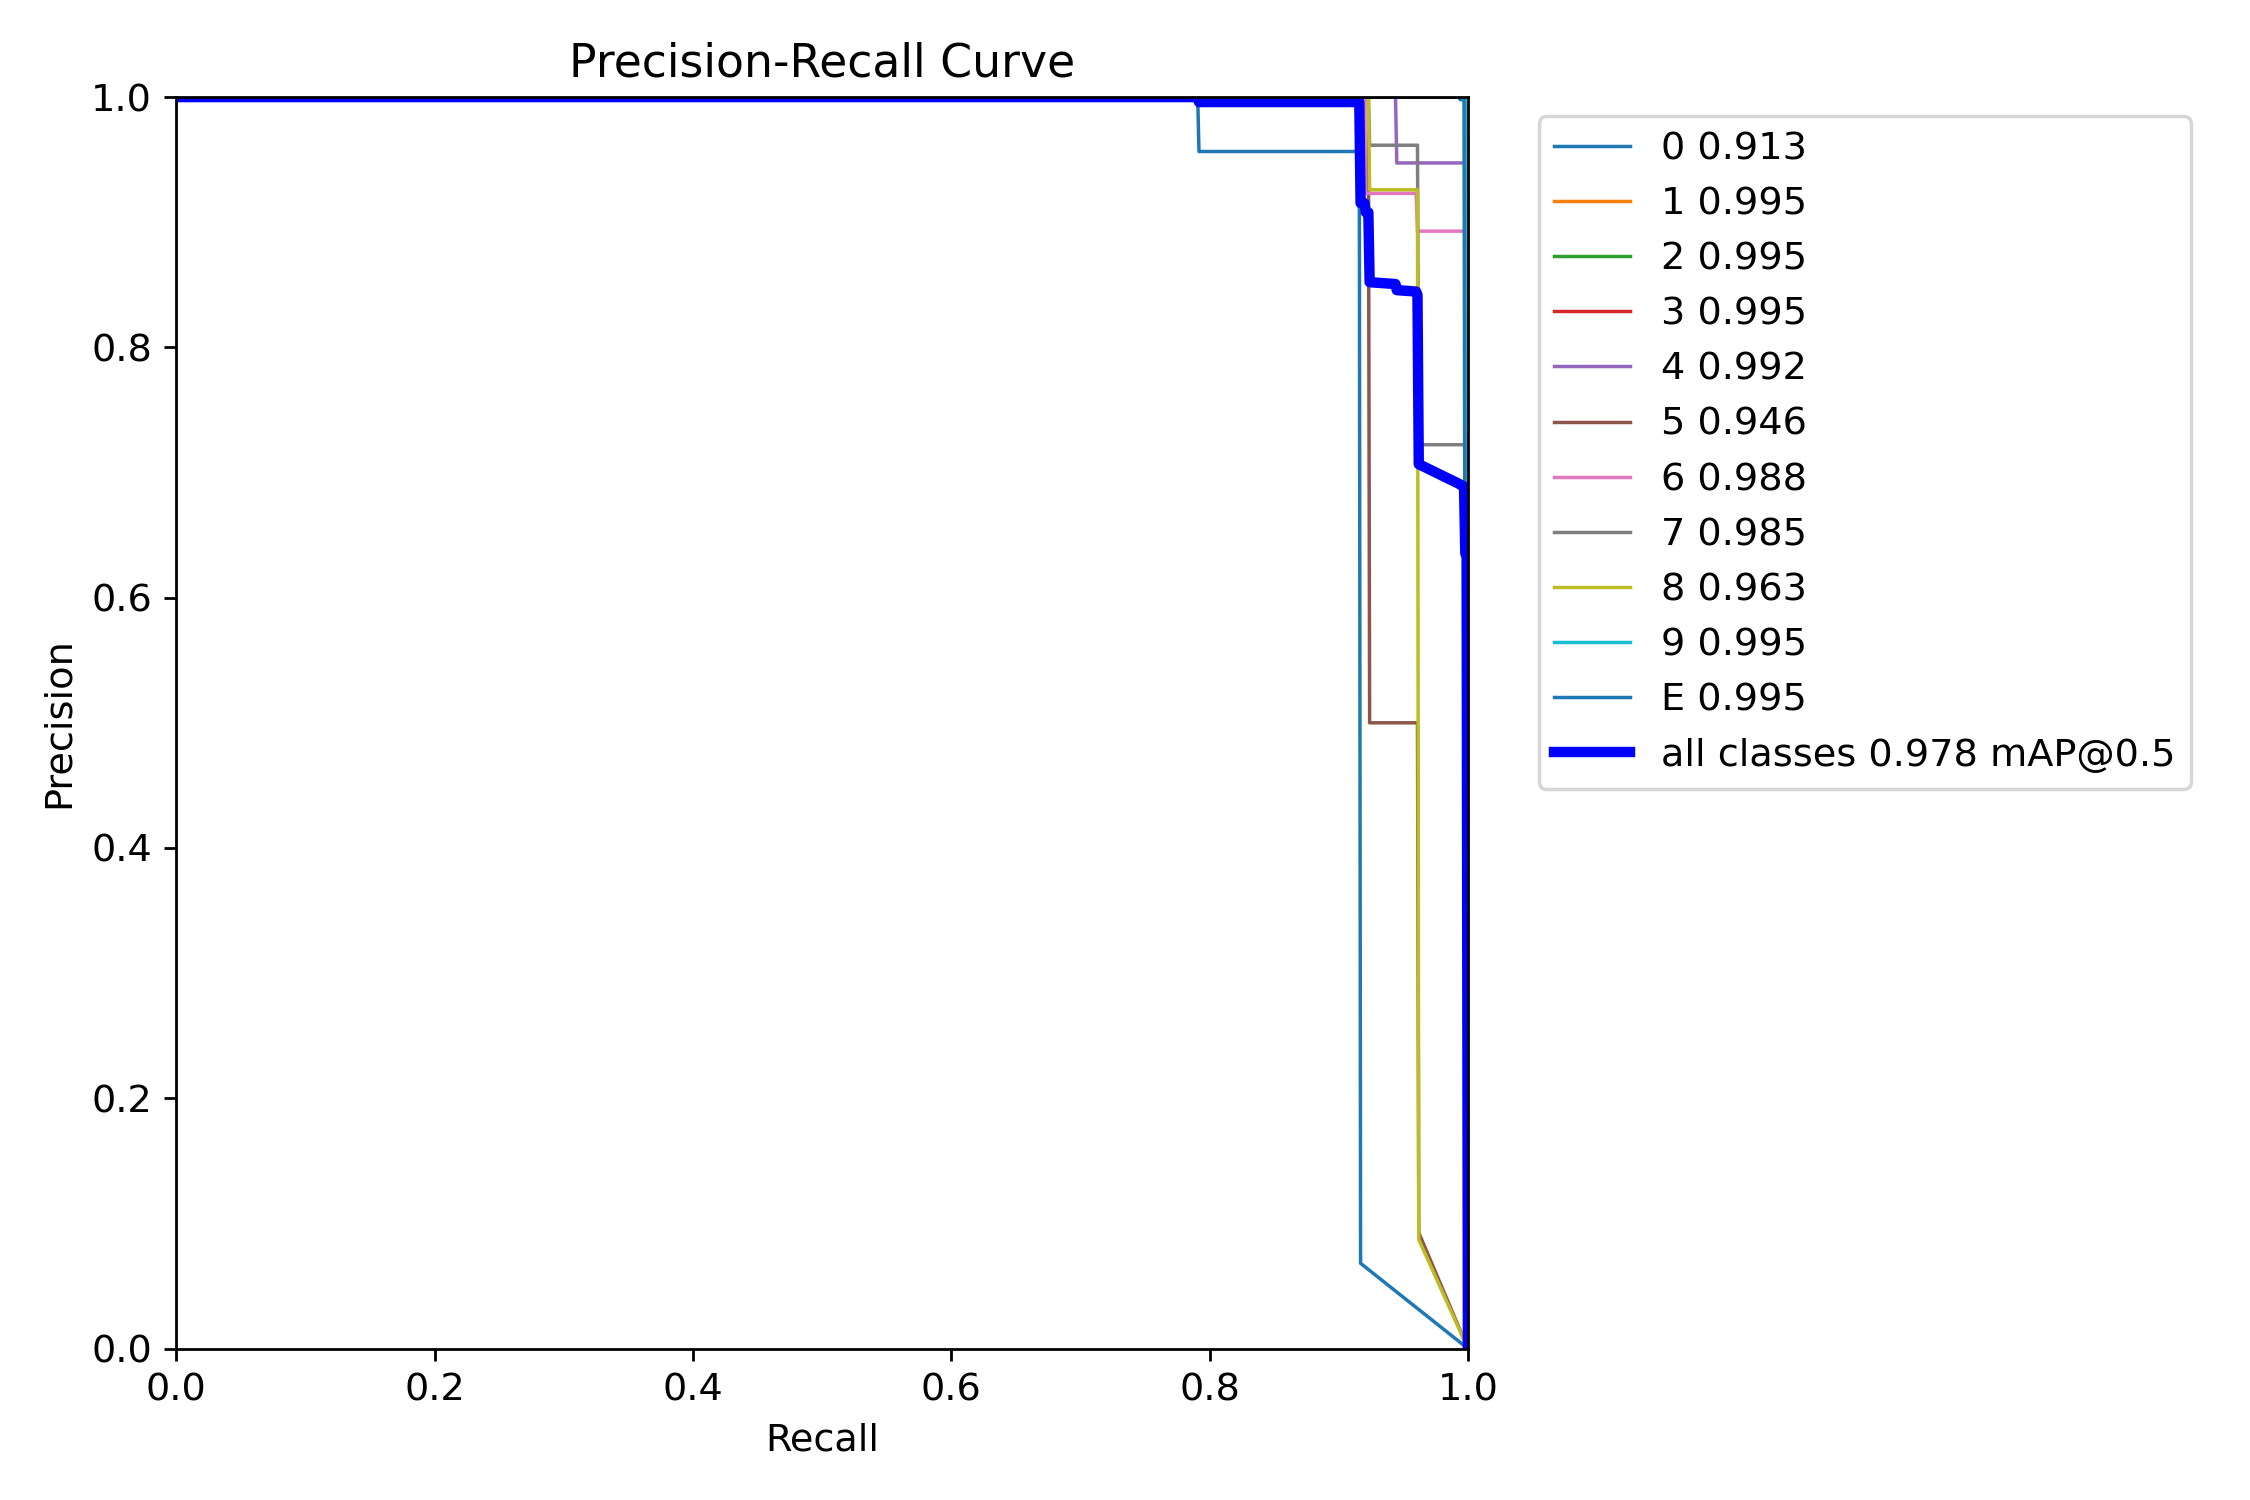 Precision-Recall Curve
1.0
0.8
0.6
0.4
0.2
0.0
Precision
0.0 0.2 0.4 0.6 0.8 1.0
Recall
0 0.913
1 0.995
2 0.995
3 0.995
4 0.992
5 0.946
6 0.988
7 0.985
8 0.963
9 0.995
E 0.995
all classes 0.978 mAP@0.5